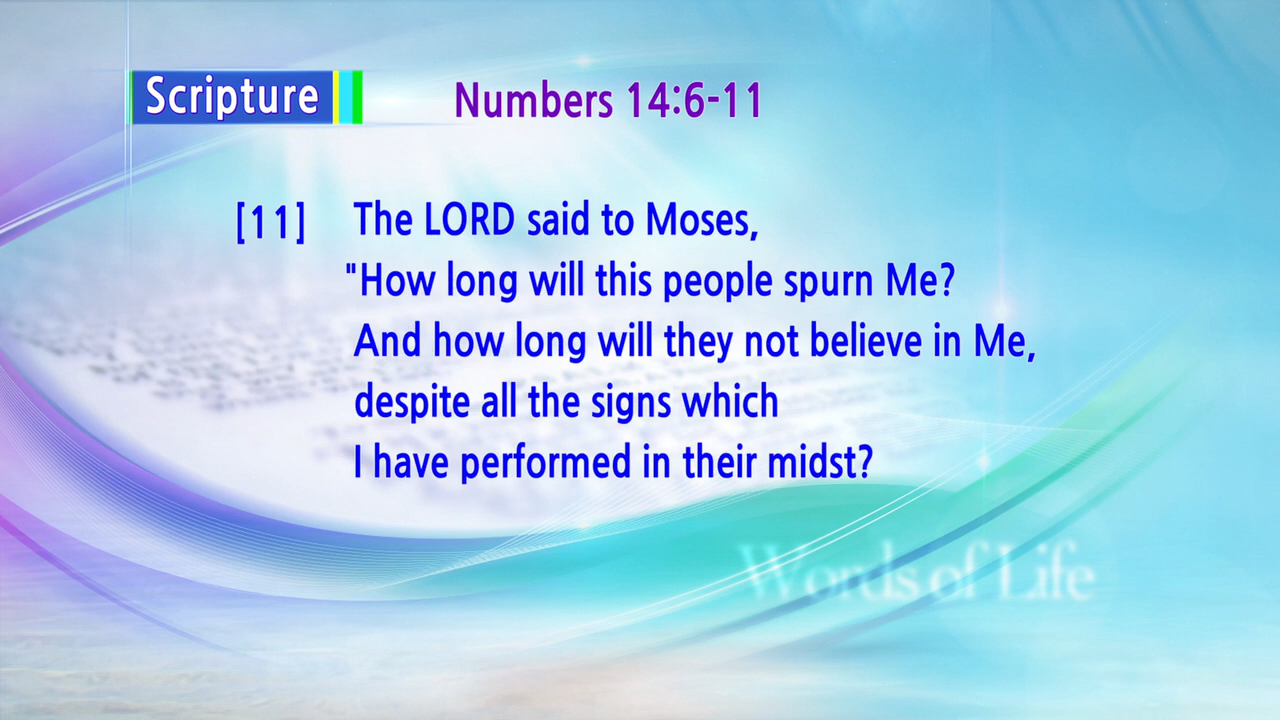 Scripture
Numbers 14:6-11
[11] The LORD said to Moses,
"How long will this people spurn Me?
And how long will they not believe in Me,
despite all the signs which
I have performed in their midst?
Words of Life